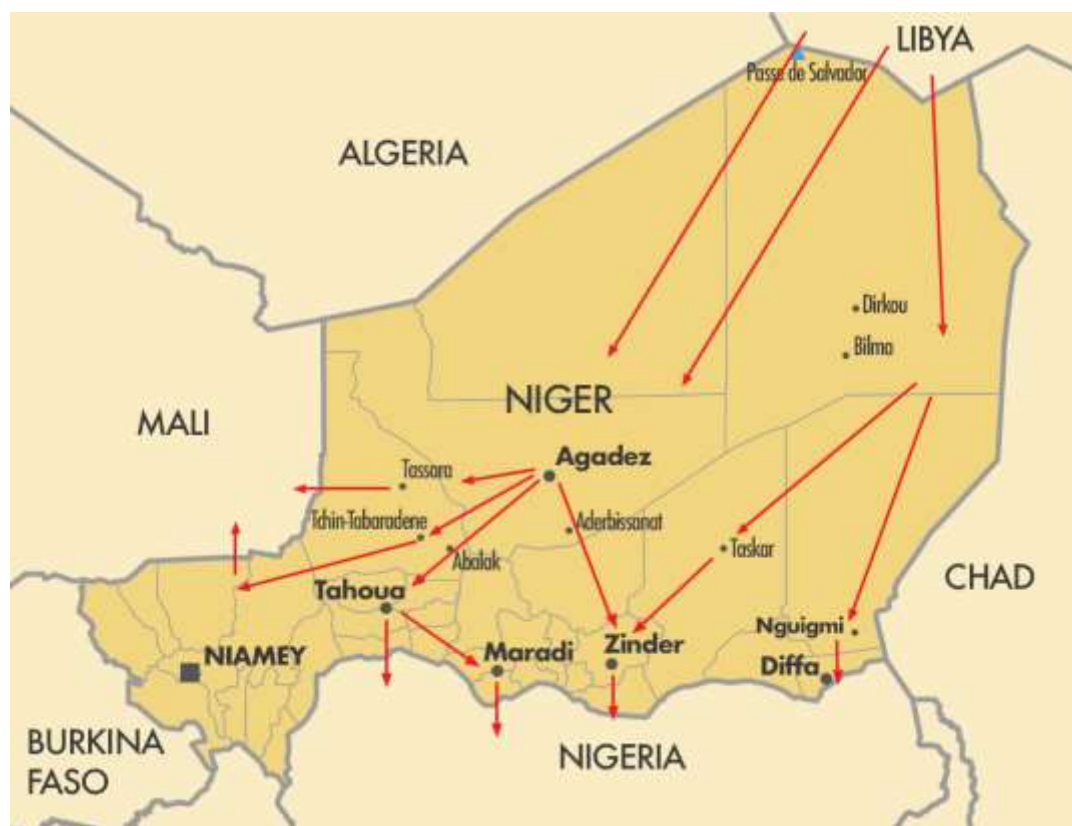 LIBYA
Passe de Salvador
ALGERIA
Dirkou
Bilma
NIGER
MALI
Agadez
Tassara
Tchin-Tabaradene
Aderbissanat
Abalak
Taskar
CHAD
Tahoua
Nguigmi
Zinder
Maradi
NIAMEY
Diffa
BURKINA
FASO
NIGERIA